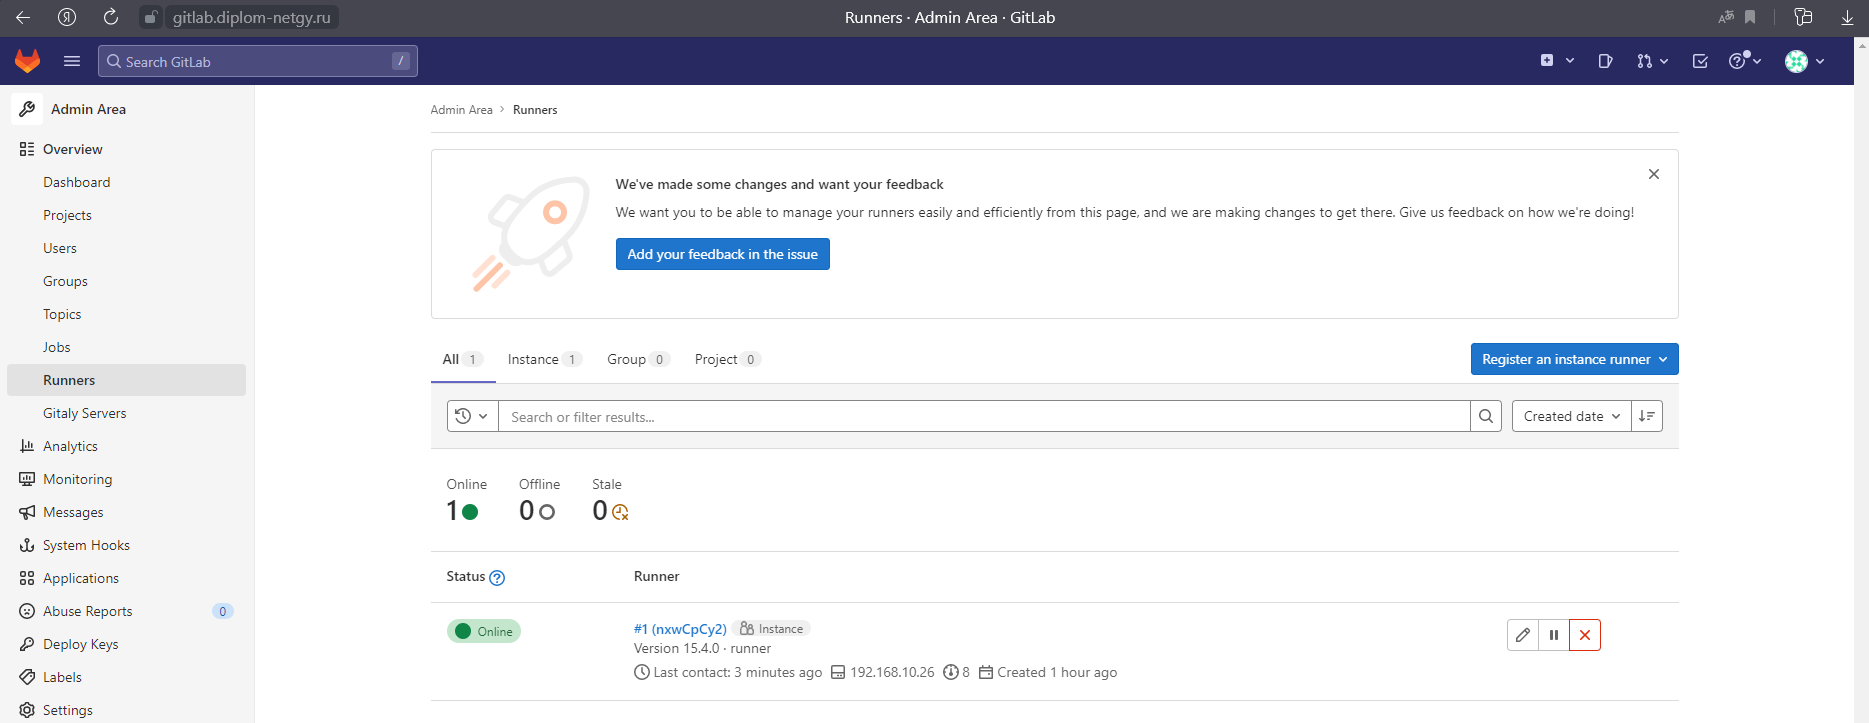 gitlab.diplom-netgy.ru
Runners · Admin Area · GitLab
Search GitLab /
Admin Area
Overview
Dashboard
Projects
Users
Groups
Topics
Jobs
Runners
Gitaly Servers
Analytics
Monitoring
Messages
System Hooks
Applications
Abuse Reports 0
Deploy Keys
Labels
Settings
Admin Area › Runners
We've made some changes and want your feedback
We want you to be able to manage your runners easily and efficiently from this page, and we are making changes to get there. Give us feedback on how we're doing!
Add your feedback in the issue
All 1 Instance 1 Group 0 Project 0
Register an instance runner
Search or filter results...
Created date
Online Offline Stale
1 0 0
Status Runner
Online
#1 (nxwCpCy2) Instance
Version 15.4.0 · runner
Last contact: 3 minutes ago 192.168.10.26 8 Created 1 hour ago